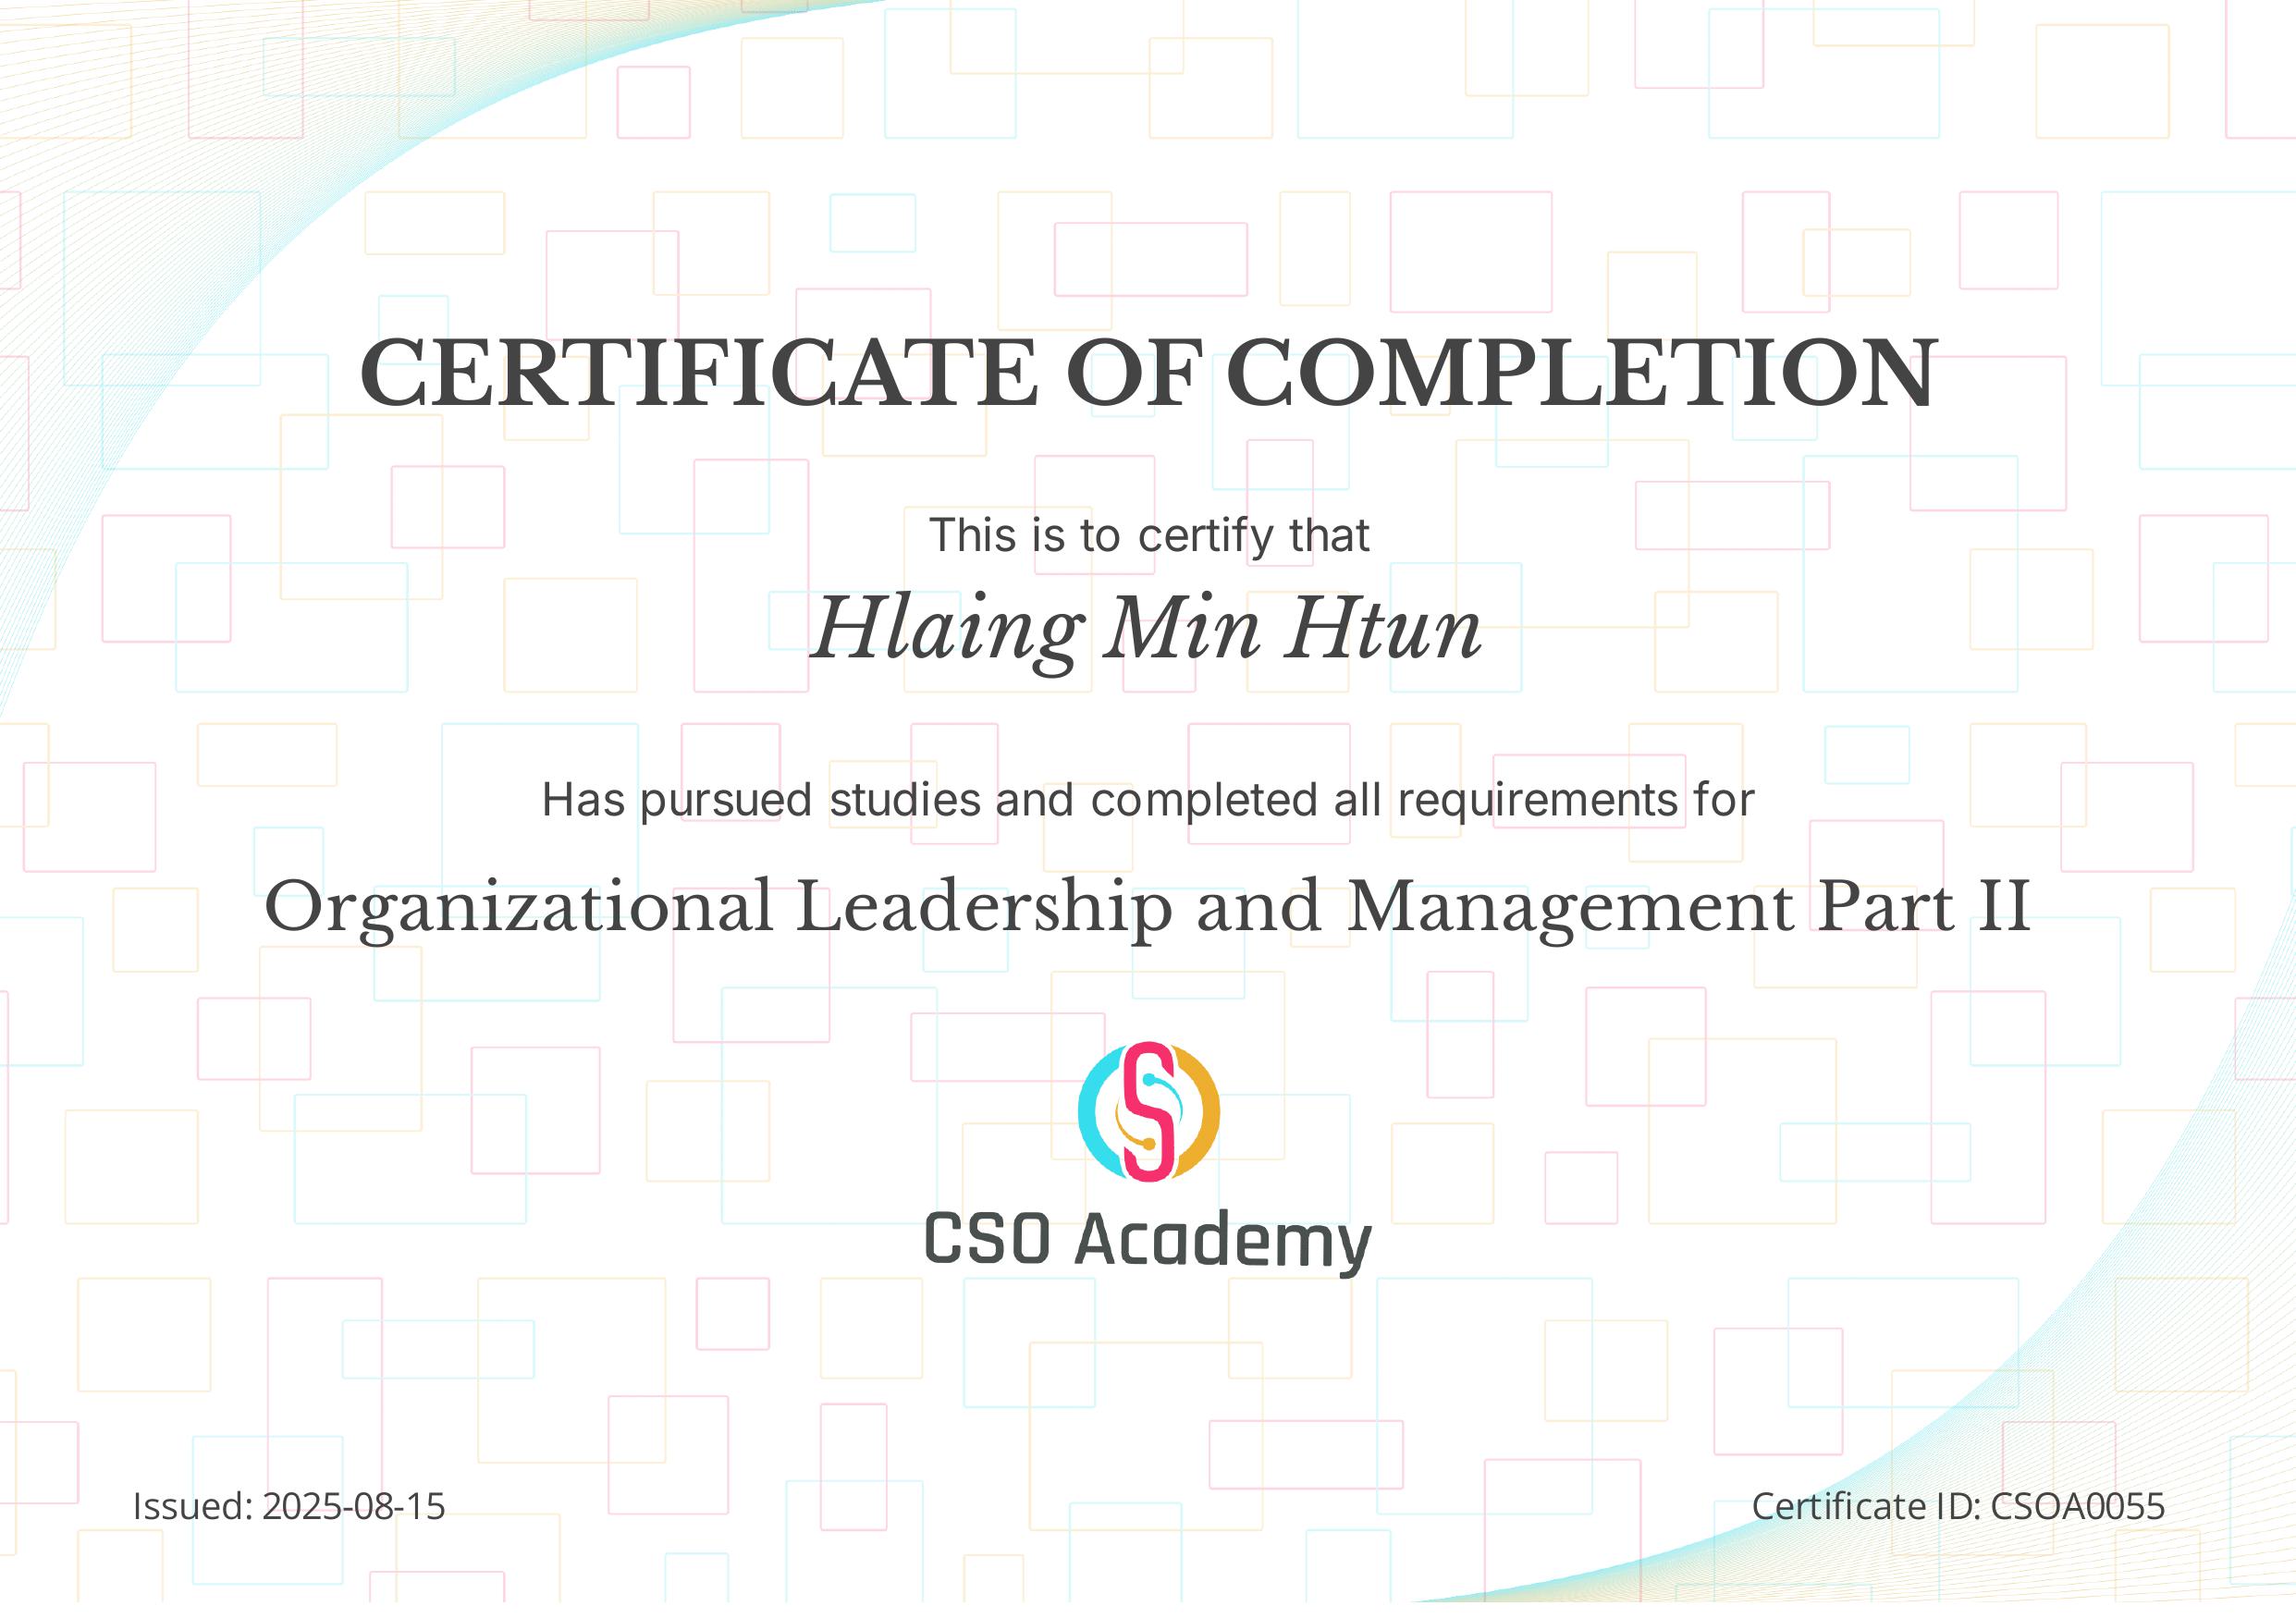 CERTIFICATE OF COMPLETION
This is to certify that
Hlaing Min Htun
Has pursued studies and completed all requirements for
Organizational Leadership and Management Part II
CSO Academy
Issued: 2025-08-15
Certificate ID: CSOA0055